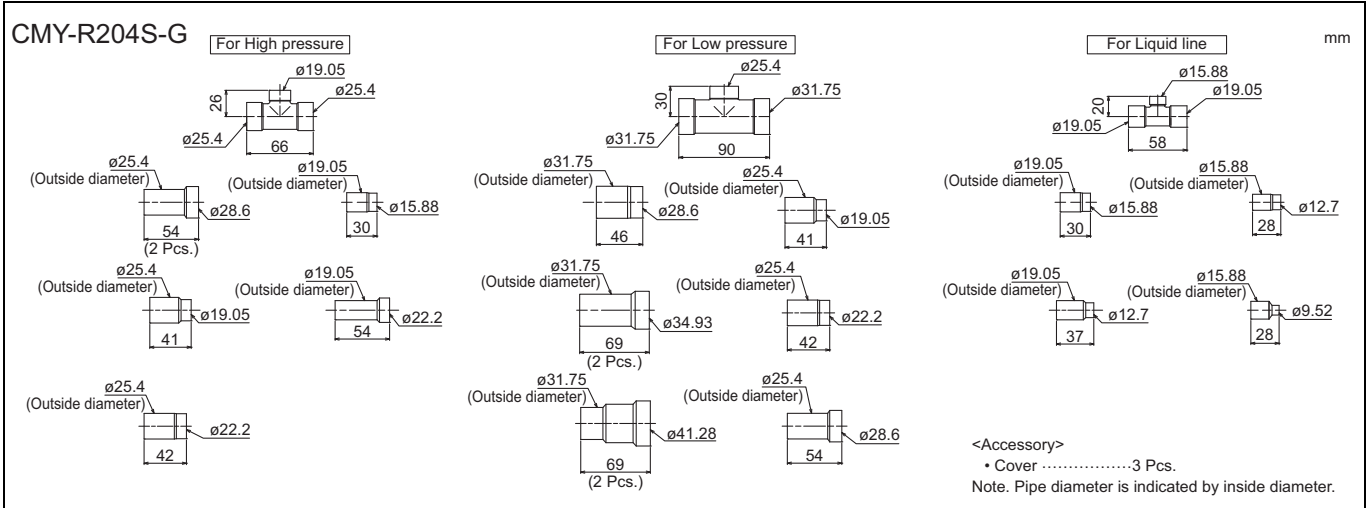 CMY-R204S-G
For High pressure
For Low pressure
For Liquid line
mm
ø19.05
26
ø25.4
ø25.4
66
ø25.4
(Outside diameter)
ø28.6
54
(2 Pcs.)
ø19.05
(Outside diameter)
ø15.88
30
ø25.4
(Outside diameter)
ø19.05
41
ø19.05
(Outside diameter)
ø22.2
54
ø25.4
(Outside diameter)
ø22.2
42
ø25.4
30
ø31.75
ø31.75
90
ø31.75
(Outside diameter)
ø28.6
46
ø25.4
(Outside diameter)
ø19.05
41
ø31.75
(Outside diameter)
ø34.93
69
(2 Pcs.)
ø25.4
(Outside diameter)
ø22.2
42
ø31.75
(Outside diameter)
ø41.28
69
(2 Pcs.)
ø25.4
(Outside diameter)
ø28.6
54
ø15.88
20
ø19.05
ø19.05
58
ø19.05
(Outside diameter)
ø15.88
30
ø15.88
(Outside diameter)
ø12.7
28
ø19.05
(Outside diameter)
ø12.7
37
ø15.88
(Outside diameter)
ø9.52
28
<Accessory>
• Cover ·················3 Pcs.
Note. Pipe diameter is indicated by inside diameter.